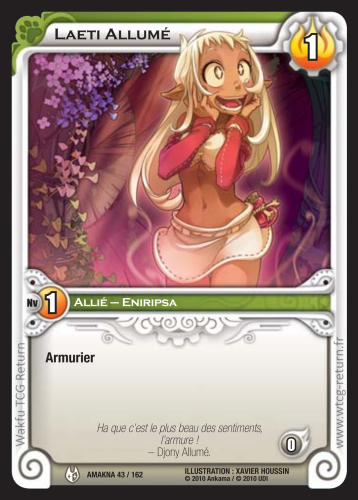 LAETI ALLUMÉ
1
Nv 1 ALLIÉ – ENIRIPSA
Armurier
Wakfu TCG Return
www.wtcg-return.fr
Ha que c'est le plus beau des sentiments,
l'armure !
– Djony Allumé.
0
AMAKNA 43 / 162
ILLUSTRATION : XAVIER HOUSSIN
© 2010 Ankama / © 2010 UDI